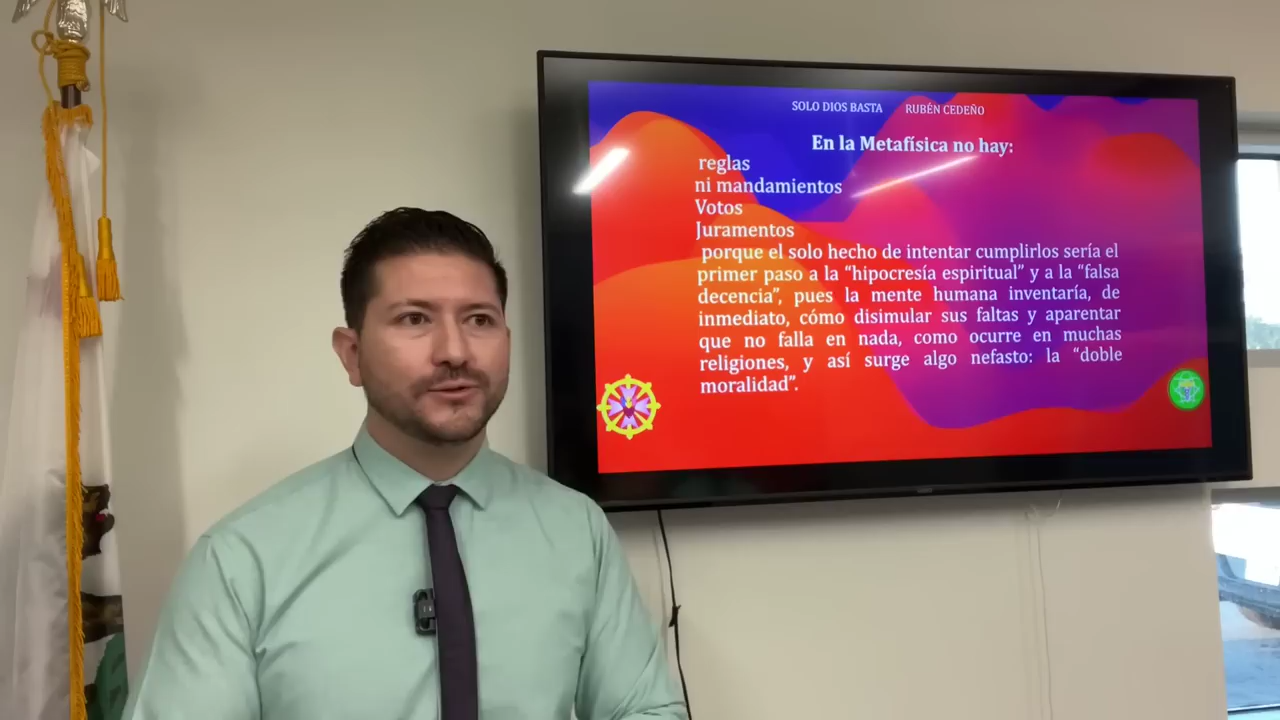 SOLO DIOS BASTA RUBÉN CEDEÑO
En la Metafísica no hay:
reglas
ni mandamientos
Votos
Juramentos
porque el solo hecho de intentar cumplirlos sería el
primer paso a la “hipocresía espiritual” y a la “falsa
decencia”, pues la mente humana inventaría, de
inmediato, cómo disimular sus faltas y aparentar
que no falla en nada, como ocurre en muchas
religiones, y así surge algo nefasto: la “doble
moralidad”.